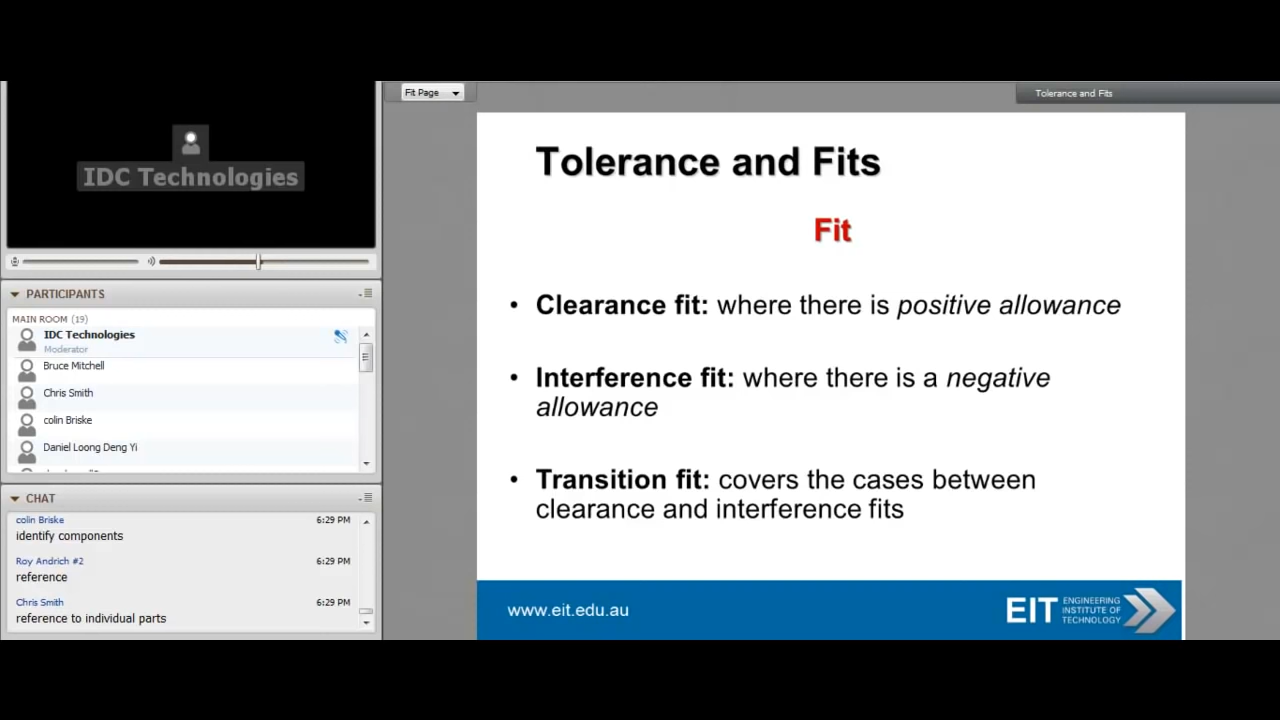 IDC Technologies
PARTICIPANTS
MAIN ROOM (19)
IDC Technologies
Moderator
Bruce Mitchell
Chris Smith
colin Briske
Daniel Loong Deng Yi
CHAT
colin Briske 6:29 PM
identify components
Roy Andrich #2 6:29 PM
reference
Chris Smith 6:29 PM
reference to individual parts
Fit Page
Tolerance and Fits
Tolerance and Fits
Fit
• Clearance fit: where there is positive allowance
• Interference fit: where there is a negative
allowance
• Transition fit: covers the cases between
clearance and interference fits
www.eit.edu.au
EIT ENGINEERING
INSTITUTE OF
TECHNOLOGY